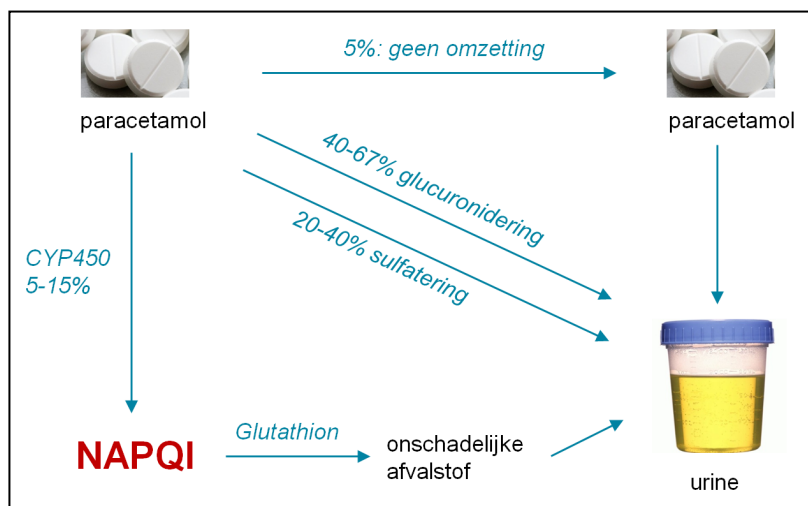 5%: geen omzetting
paracetamol
paracetamol
40-67% glucuronidering
20-40% sulfatering
CYP450
5-15%
NAPQI
Glutathion
onschadelijke
afvalstof
urine